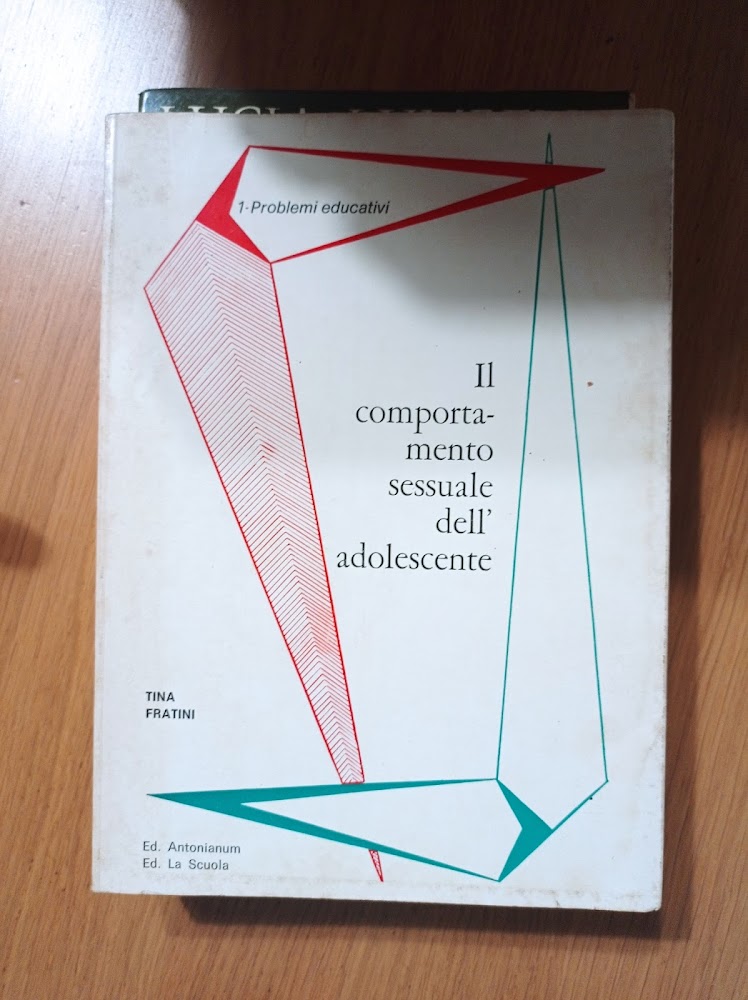 1-Problemi educativi
Il
comporta-
mento
sessuale
dell'
adolescente
TINA
FRATINI
Ed. Antonianum
Ed. La Scuola